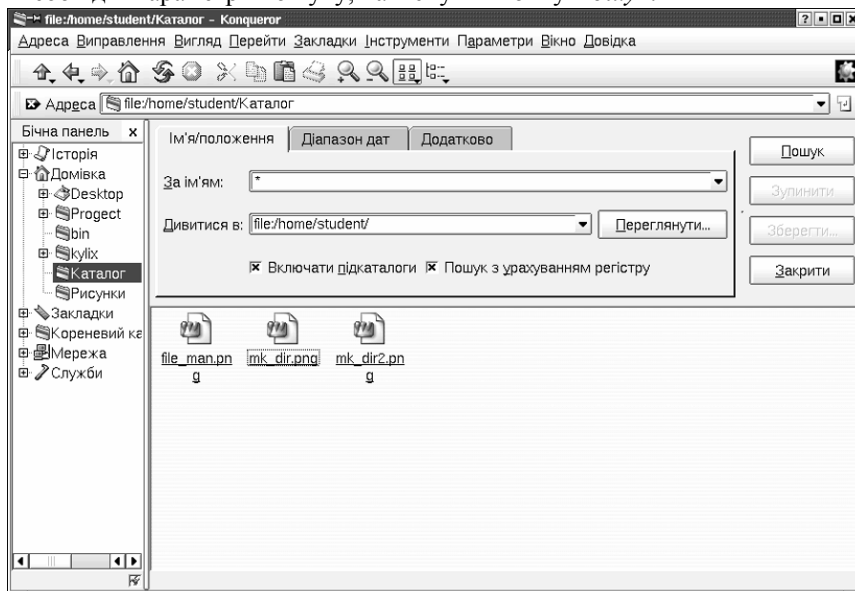 file:/home/student/Каталог - Konqueror
Адреса Виправлення Вигляд Перейти Закладки Інструменти Параметри Вікно Довідка
Адреса file:/home/student/Каталог
Бічна панель x
Історія
Домівка
Desktop
Progect
bin
kylix
Каталог
Рисунки
Закладки
Кореневий ка
Мережа
Служби
Ім'я/положення Діапазон дат Додатково
За ім'ям: *
Дивитися в: file:/home/student/ Переглянути...
Включати підкаталоги Пошук з урахуванням регістру
Пошук
Зупинити
Зберегти...
Закрити
file_man.pn
g
mk_dir.png
mk_dir2.pn
g